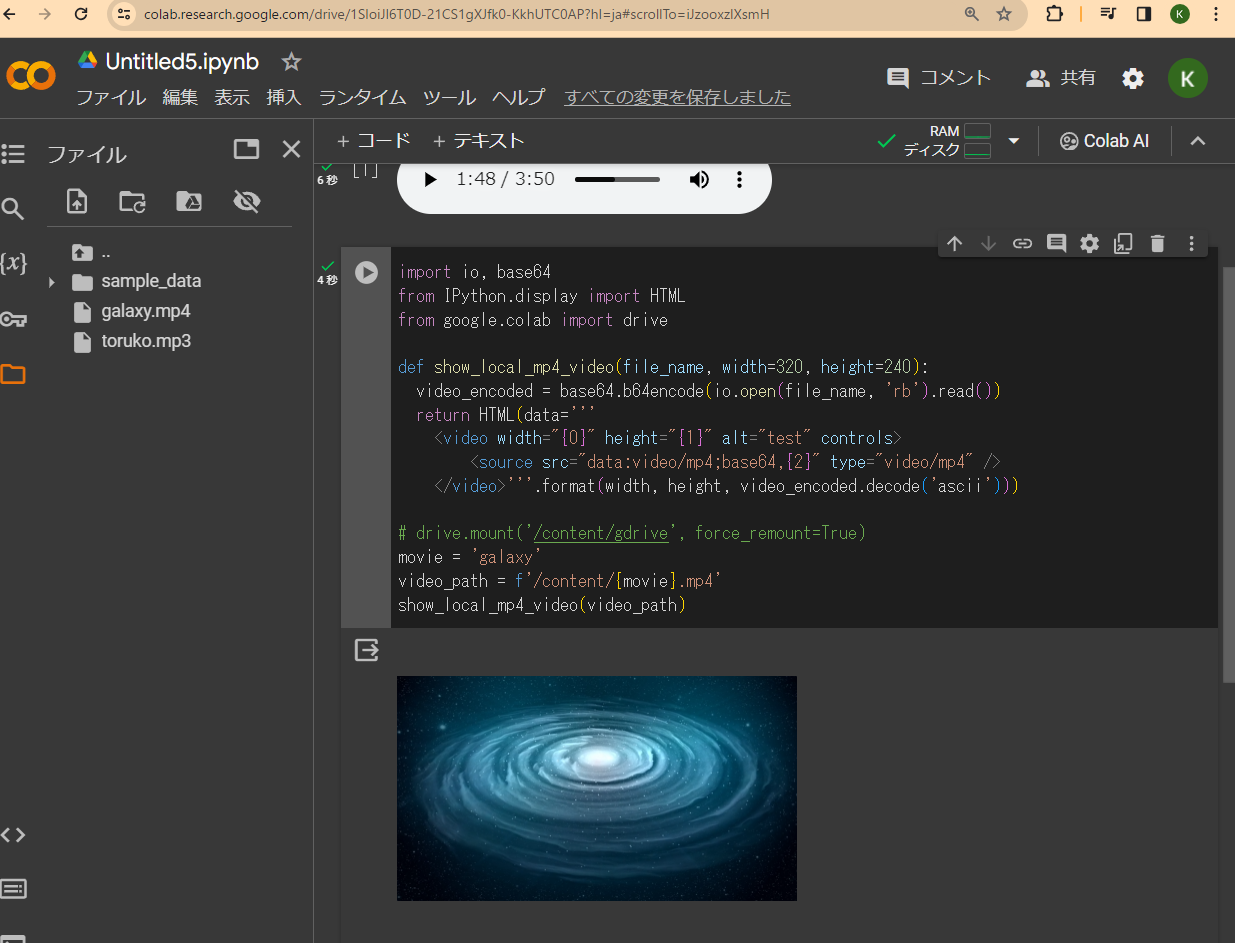 colab.research.google.com/drive/1SIoiJI6T0D-21CS1gXJfk0-KkhUTC0AP?hl=ja#scrollTo=iJzooxzlXsmH
K
Untitled5.ipynb
ファイル 編集 表示 挿入 ランタイム ツール ヘルプ すべての変更を保存しました
コメント 共有 K
ファイル
+ コード + テキスト
RAM
ディスク
Colab AI
6 秒
[1]
1:48 / 3:50
{x}
..
sample_data
galaxy.mp4
toruko.mp3
4 秒
import io, base64
from IPython.display import HTML
from google.colab import drive
def show_local_mp4_video(file_name, width=320, height=240):
  video_encoded = base64.b64encode(io.open(file_name, 'rb').read())
  return HTML(data='''
    <video width="{0}" height="{1}" alt="test" controls>
        <source src="data:video/mp4;base64,{2}" type="video/mp4" />
    </video>'''.format(width, height, video_encoded.decode('ascii')))
# drive.mount('/content/gdrive', force_remount=True)
movie = 'galaxy'
video_path = f'/content/{movie}.mp4'
show_local_mp4_video(video_path)